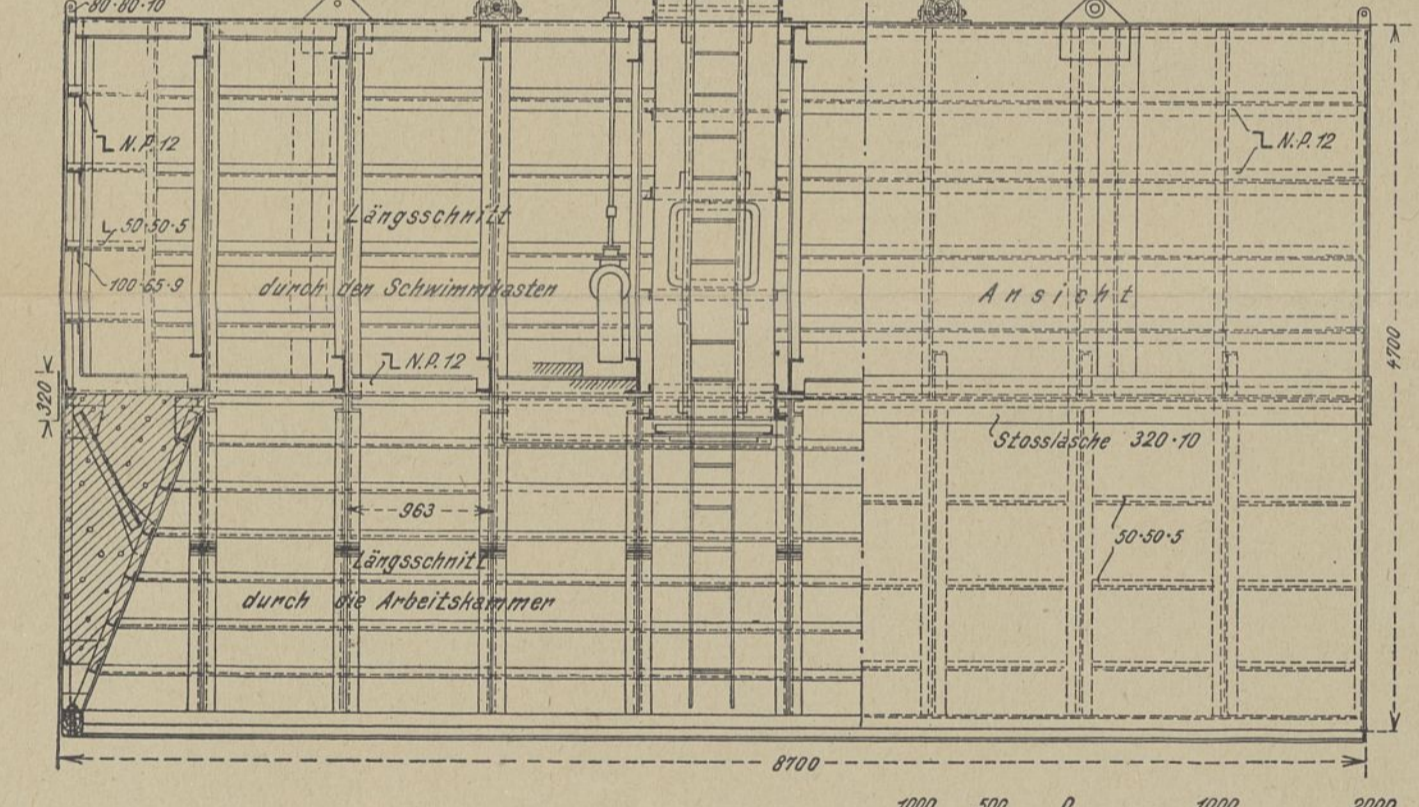 80·80·10
N.P.12
N.P.12
Längsschnitt
50·50·5
100·65·9
durch den Schwimmkasten
Ansicht
4700
320
N.P.12
Stosslasche 320·10
963
50·50·5
Längsschnitt
durch die Arbeitskammer
8700
1000 500 0 1000 2000